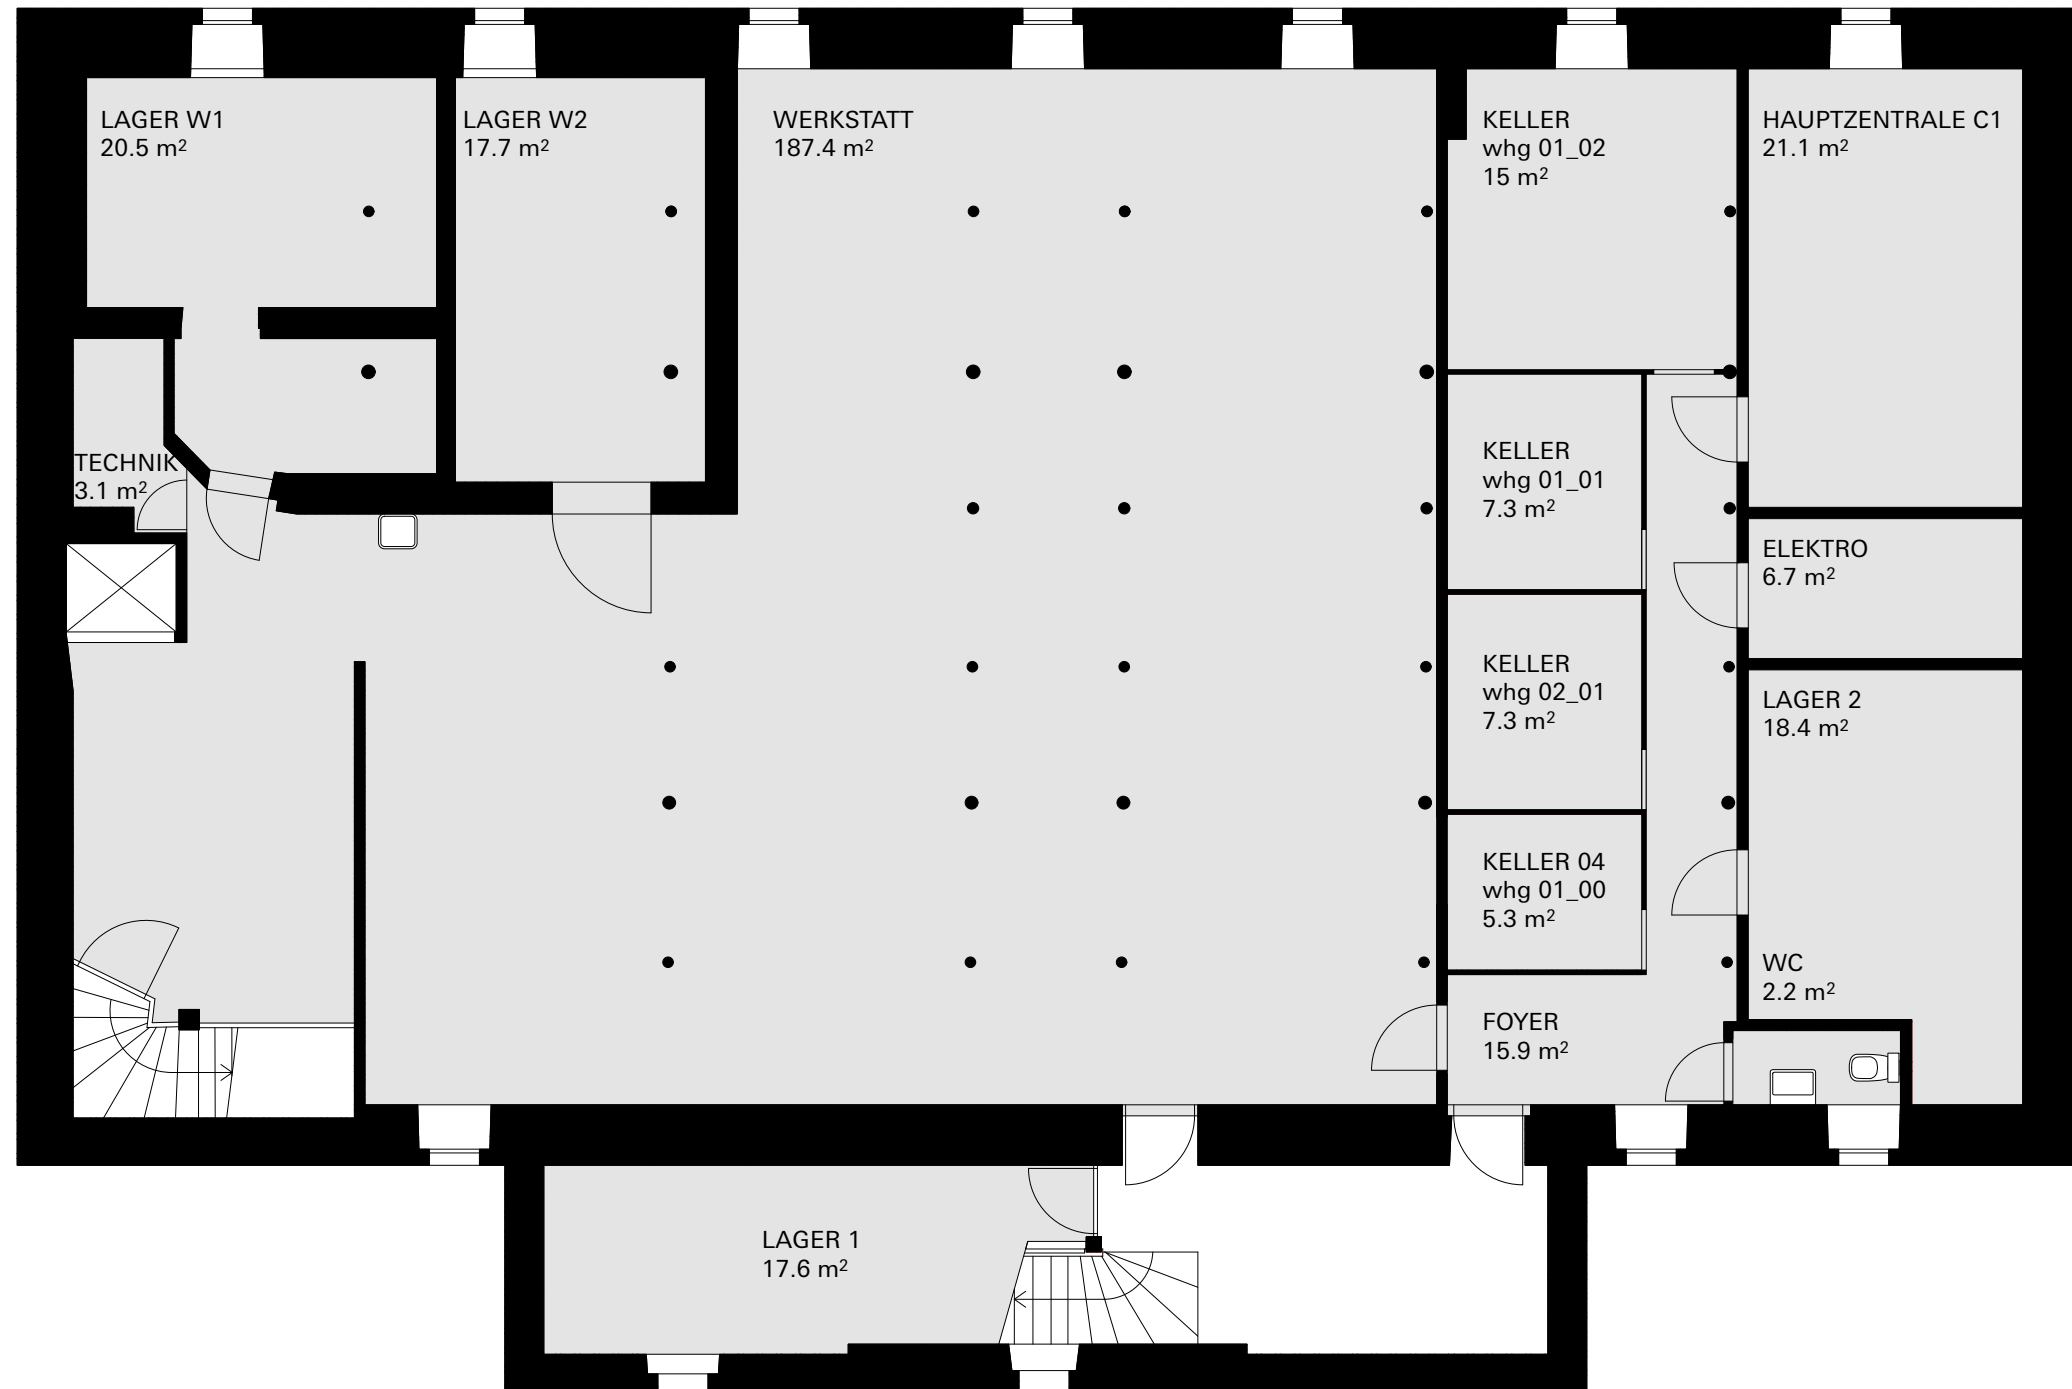 LAGER W1
20.5 m²
LAGER W2
17.7 m²
WERKSTATT
187.4 m²
KELLER
whg 01_02
15 m²
HAUPTZENTRALE C1
21.1 m²
TECHNIK
3.1 m²
KELLER
whg 01_01
7.3 m²
ELEKTRO
6.7 m²
KELLER
whg 02_01
7.3 m²
LAGER 2
18.4 m²
KELLER 04
whg 01_00
5.3 m²
WC
2.2 m²
FOYER
15.9 m²
LAGER 1
17.6 m²